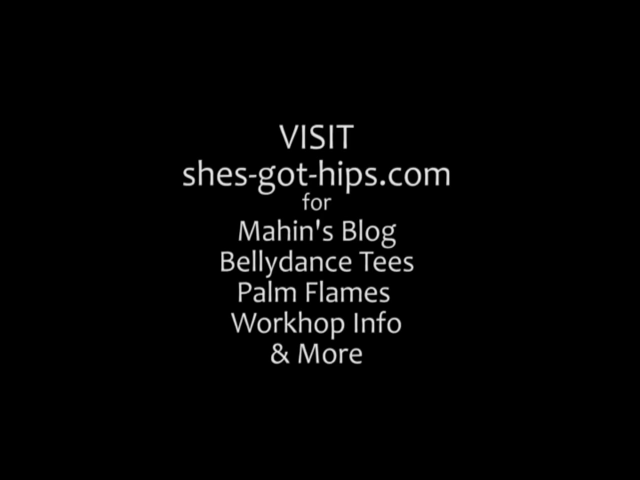 VISIT
shes-got-hips.com
for
Mahin's Blog
Bellydance Tees
Palm Flames
Workhop Info
& More